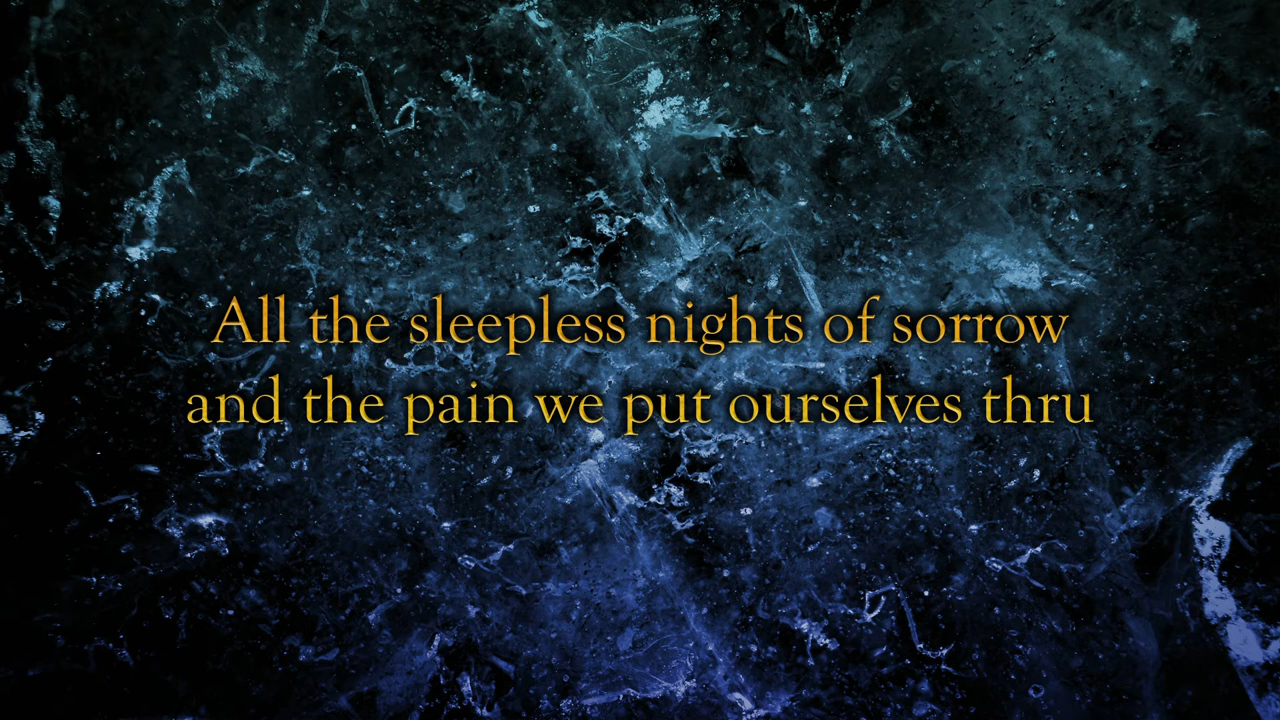 All the sleepless nights of sorrow
and the pain we put ourselves thru